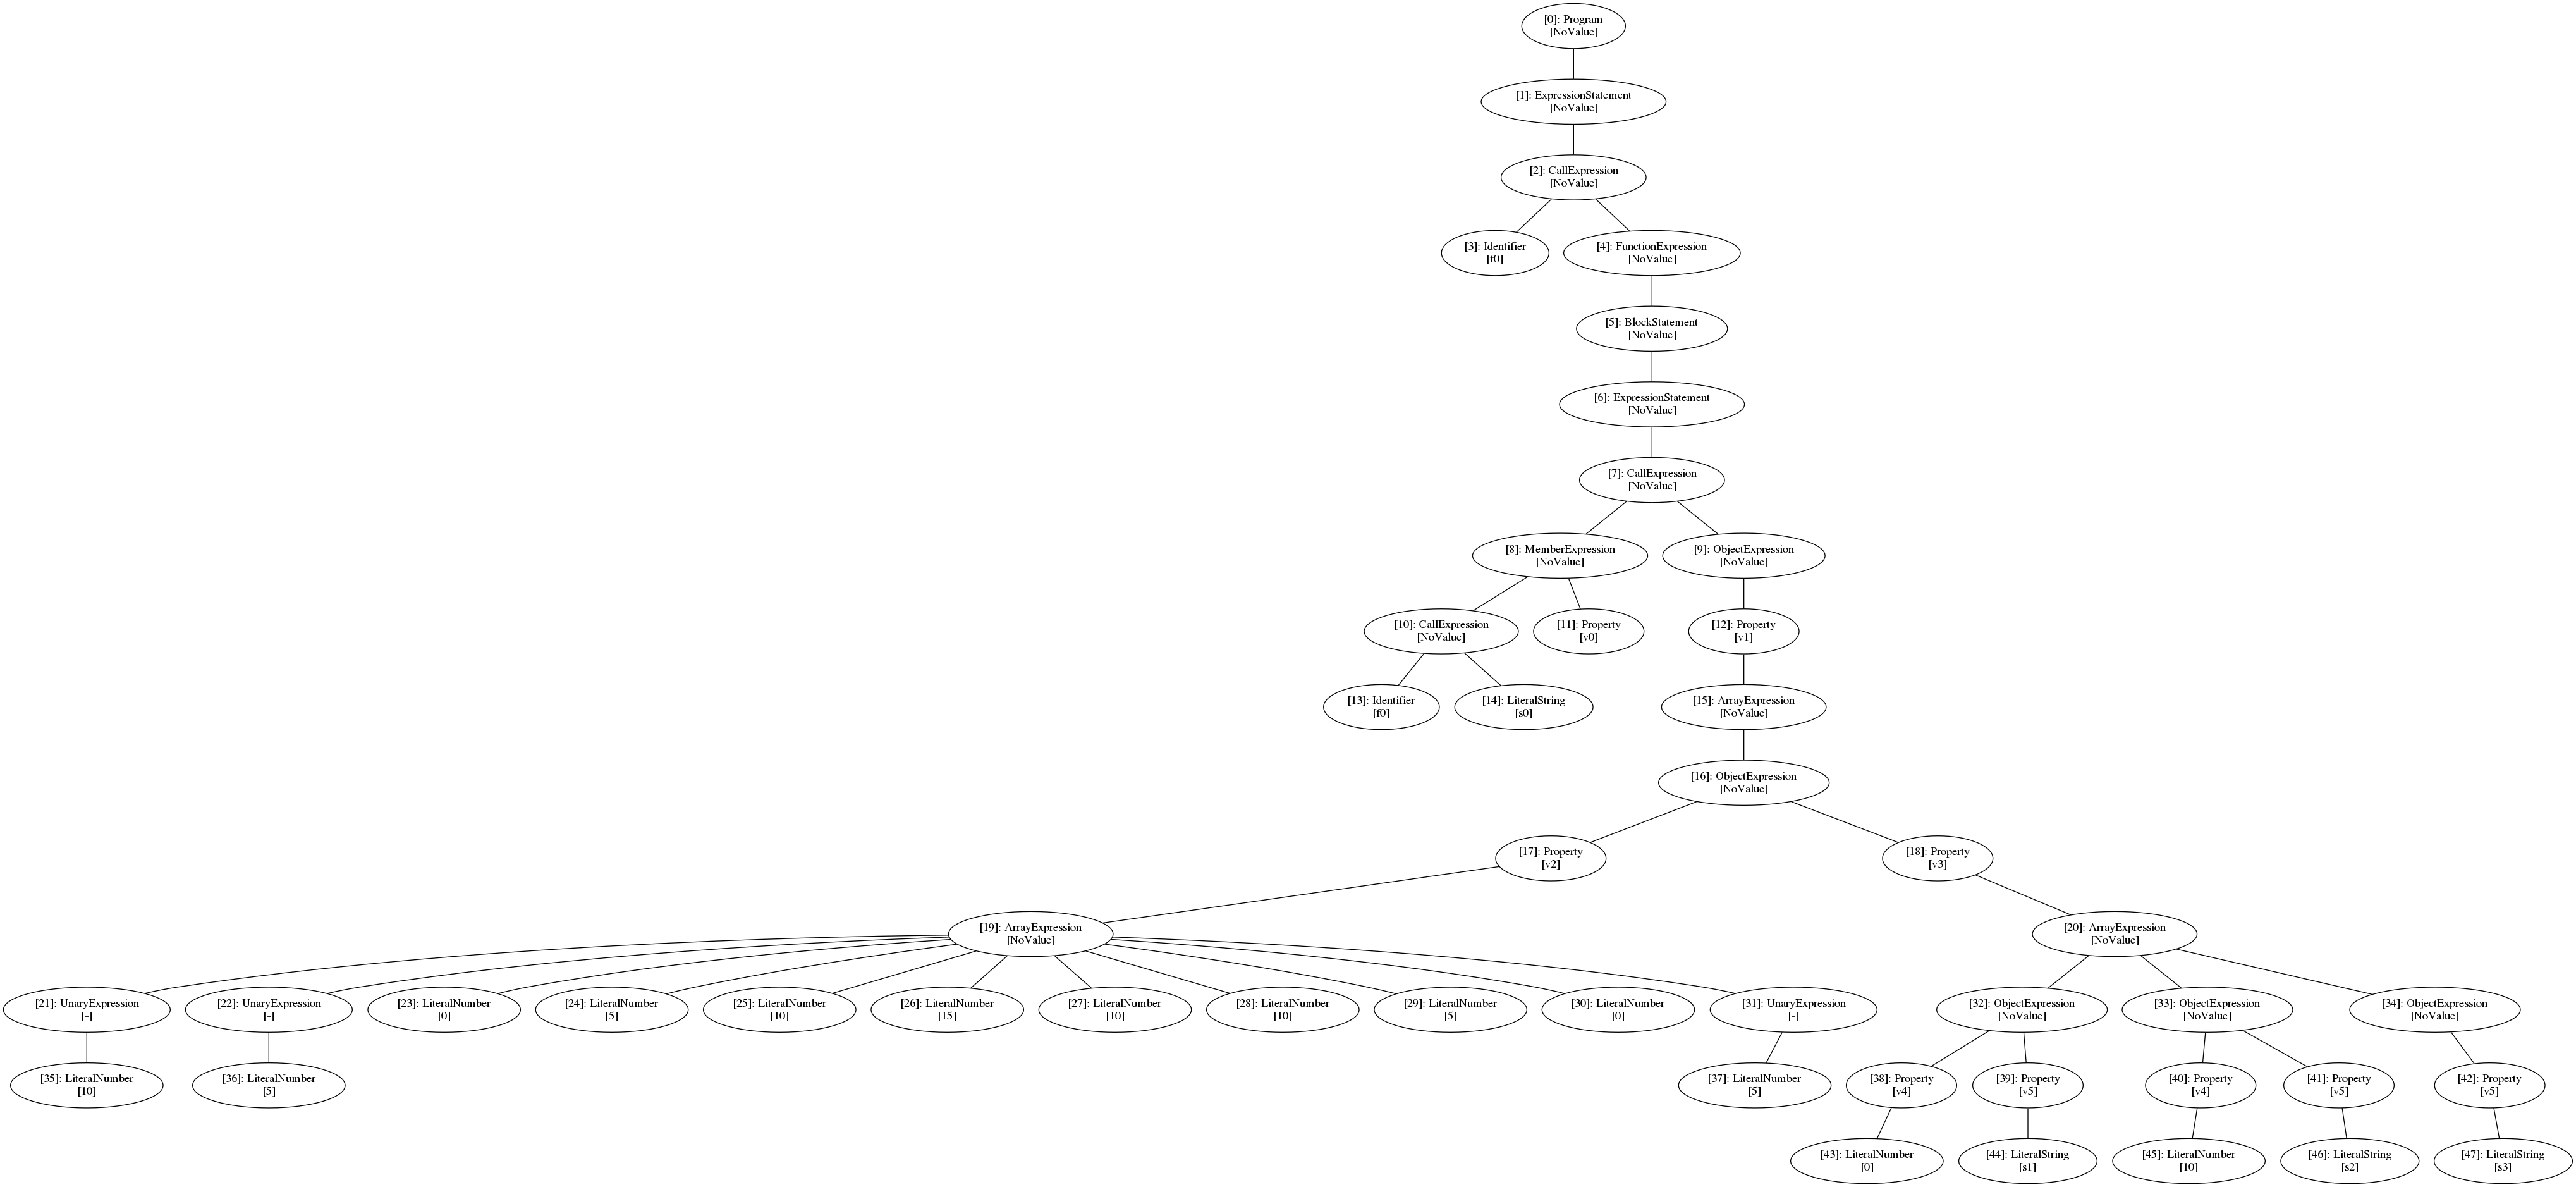 [0]: Program
[NoValue]
[1]: ExpressionStatement
[NoValue]
[2]: CallExpression
[NoValue]
[3]: Identifier
[f0]
[4]: FunctionExpression
[NoValue]
[5]: BlockStatement
[NoValue]
[6]: ExpressionStatement
[NoValue]
[7]: CallExpression
[NoValue]
[8]: MemberExpression
[NoValue]
[9]: ObjectExpression
[NoValue]
[10]: CallExpression
[NoValue]
[11]: Property
[v0]
[12]: Property
[v1]
[13]: Identifier
[f0]
[14]: LiteralString
[s0]
[15]: ArrayExpression
[NoValue]
[16]: ObjectExpression
[NoValue]
[17]: Property
[v2]
[18]: Property
[v3]
[19]: ArrayExpression
[NoValue]
[20]: ArrayExpression
[NoValue]
[21]: UnaryExpression
[-]
[22]: UnaryExpression
[-]
[23]: LiteralNumber
[0]
[24]: LiteralNumber
[5]
[25]: LiteralNumber
[10]
[26]: LiteralNumber
[15]
[27]: LiteralNumber
[10]
[28]: LiteralNumber
[10]
[29]: LiteralNumber
[5]
[30]: LiteralNumber
[0]
[31]: UnaryExpression
[-]
[32]: ObjectExpression
[NoValue]
[33]: ObjectExpression
[NoValue]
[34]: ObjectExpression
[NoValue]
[35]: LiteralNumber
[10]
[36]: LiteralNumber
[5]
[37]: LiteralNumber
[5]
[38]: Property
[v4]
[39]: Property
[v5]
[40]: Property
[v4]
[41]: Property
[v5]
[42]: Property
[v5]
[43]: LiteralNumber
[0]
[44]: LiteralString
[s1]
[45]: LiteralNumber
[10]
[46]: LiteralString
[s2]
[47]: LiteralString
[s3]